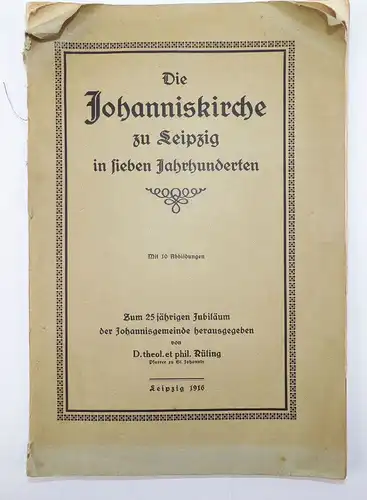 Die
Johanniskirche
zu Leipzig
in sieben Jahrhunderten
Mit 10 Abbildungen
Zum 25jährigen Jubiläum
der Johannisgemeinde herausgegeben
von
D. theol. et phil. Rüling
Pfarrer zu St. Johannis
Leipzig 1916